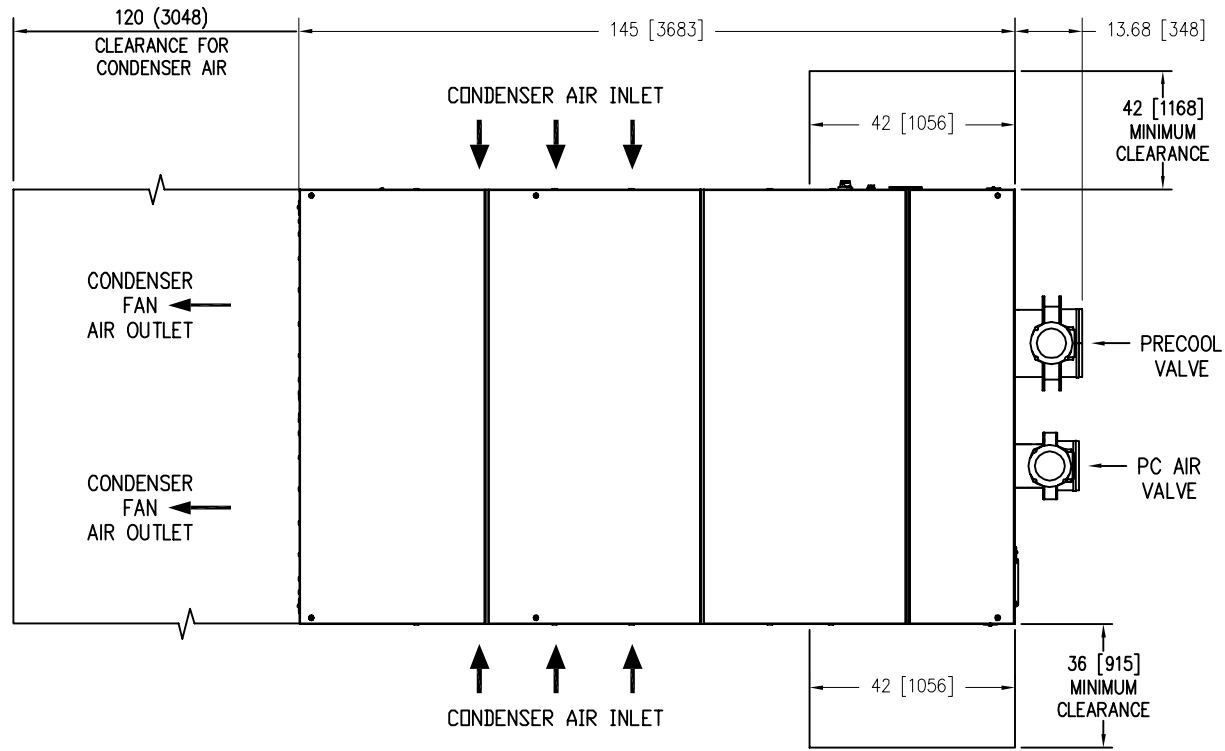 120 (3048)
CLEARANCE FOR
CONDENSER AIR
145 [3683]
13.68 [348]
CONDENSER AIR INLET
42 [1056]
42 [1168]
MINIMUM
CLEARANCE
CONDENSER
FAN
AIR OUTLET
PRECOOL
VALVE
CONDENSER
FAN
AIR OUTLET
PC AIR
VALVE
CONDENSER AIR INLET
42 [1056]
36 [915]
MINIMUM
CLEARANCE